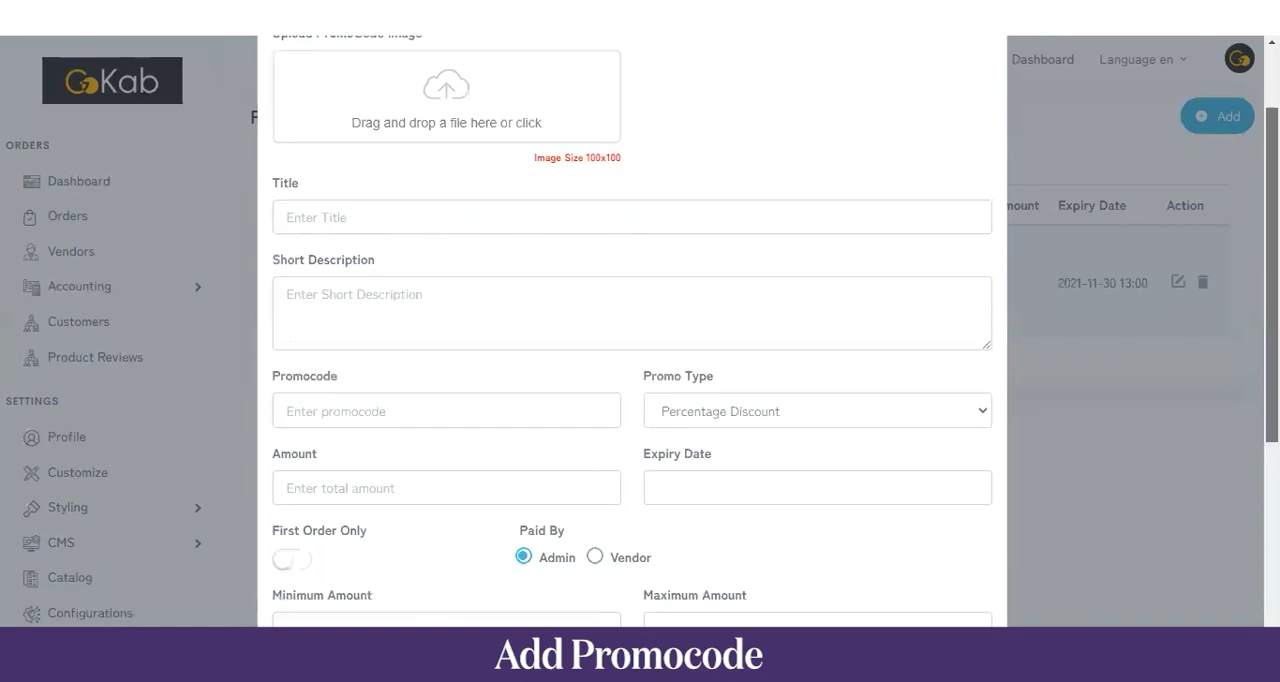 Upload PromoCode Image
GoKab
Dashboard
Language en
Drag and drop a file here or click
Add
ORDERS
Image Size 100x100
Dashboard
Title
Enter Title
Expiry Date
Action
Orders
Vendors
Short Description
Accounting
Enter Short Description
2021-11-30 13:00
Customers
Product Reviews
Promocode
Promo Type
SETTINGS
Enter promocode
Percentage Discount
Profile
Amount
Expiry Date
Customize
Enter total amount
Styling
First Order Only
Paid By
CMS
Admin
Vendor
Catalog
Minimum Amount
Maximum Amount
Configurations
Add Promocode